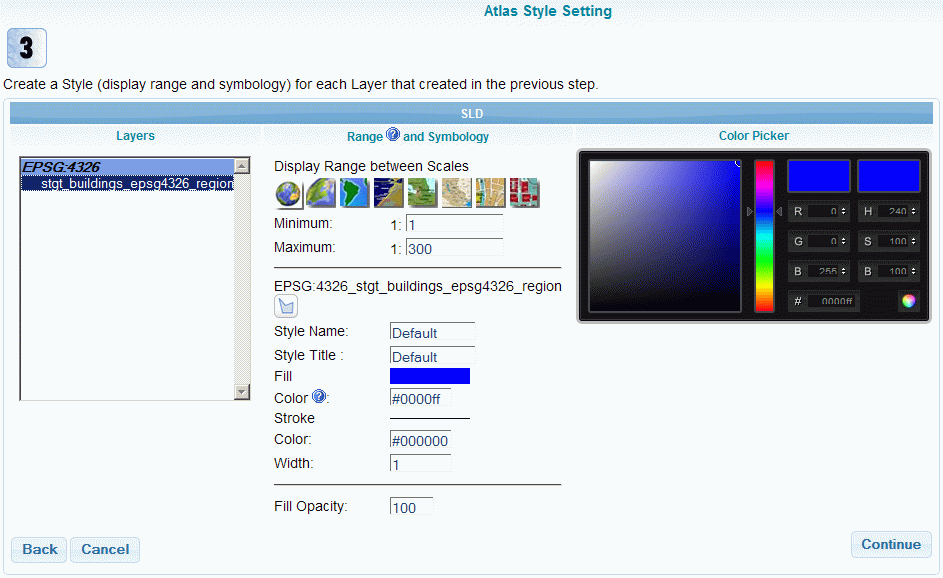 Atlas Style Setting
3
Create a Style (display range and symbology) for each Layer that created in the previous step.
SLD
Layers
Range ? and Symbology
Color Picker
EPSG:4326
stgt_buildings_epsg4326_region
Display Range between Scales
Minimum: 1: 1
Maximum: 1: 300
EPSG:4326_stgt_buildings_epsg4326_region
Style Name: Default
Style Title : Default
Fill
Color ?: #0000ff
Stroke
Color: #000000
Width: 1
Fill Opacity: 100
R 0 H 240
G 0 S 100
B 255 B 100
# 0000ff
Back Cancel Continue